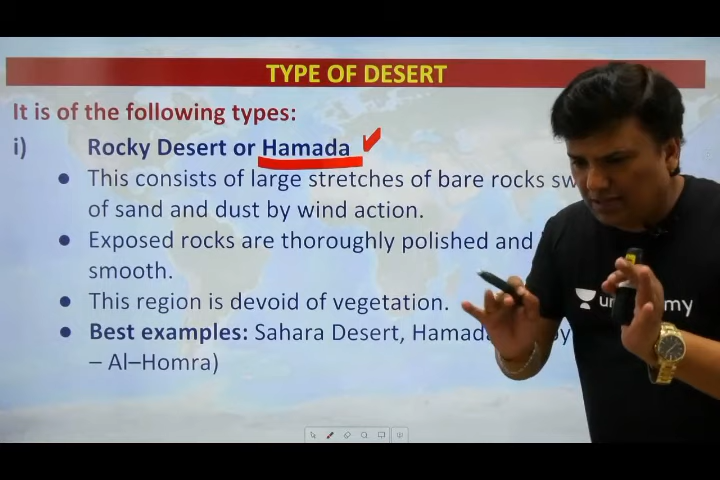 TYPE OF DESERT
It is of the following types:
i) Rocky Desert or Hamada
● This consists of large stretches of bare rocks
of sand and dust by wind action.
● Exposed rocks are thoroughly polished and
smooth.
● This region is devoid of vegetation.
● Best examples: Sahara Desert,
– Al–Homra)